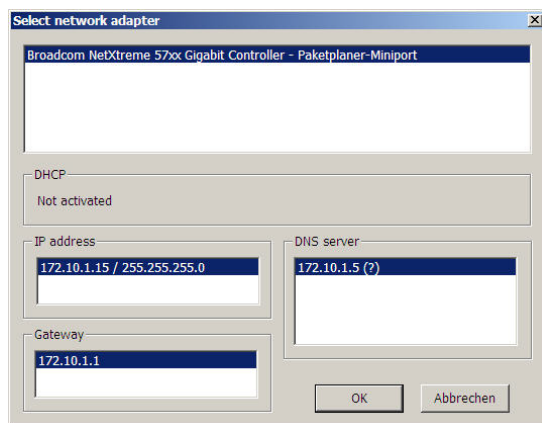 Select network adapter
Broadcom NetXtreme 57xx Gigabit Controller - Paketplaner-Miniport
DHCP
Not activated
IP address
172.10.1.15 / 255.255.255.0
DNS server
172.10.1.5 (?)
Gateway
172.10.1.1
OK
Abbrechen